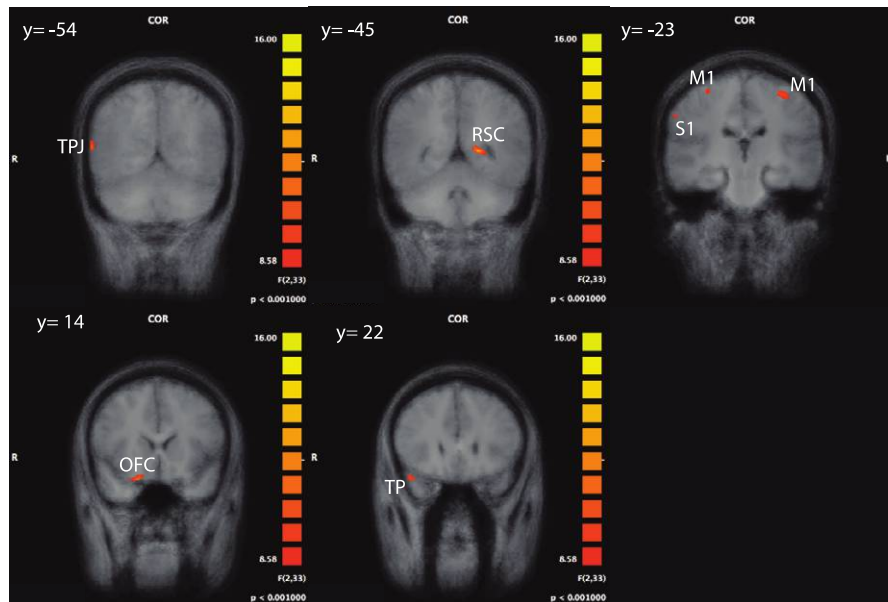 y= -54
COR
16.00
TPJ
R
L
8.58
F(2,33)
p < 0.001000
y= -45
COR
16.00
RSC
R
L
8.58
F(2,33)
p < 0.001000
y= -23
COR
M1
M1
S1
R
y= 14
COR
16.00
OFC
R
L
8.58
F(2,33)
p < 0.001000
y= 22
COR
16.00
TP
R
L
8.58
F(2,33)
p < 0.001000